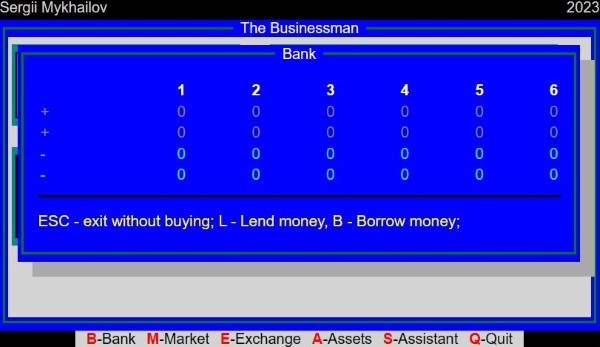 Sergii Mykhailov 2023
The Businessman
Bank
1 2 3 4 5 6
+ 0 0 0 0 0 0
+ 0 0 0 0 0 0
- 0 0 0 0 0 0
- 0 0 0 0 0 0
ESC - exit without buying; L - Lend money, B - Borrow money;
B-Bank M-Market E-Exchange A-Assets S-Assistant Q-Quit